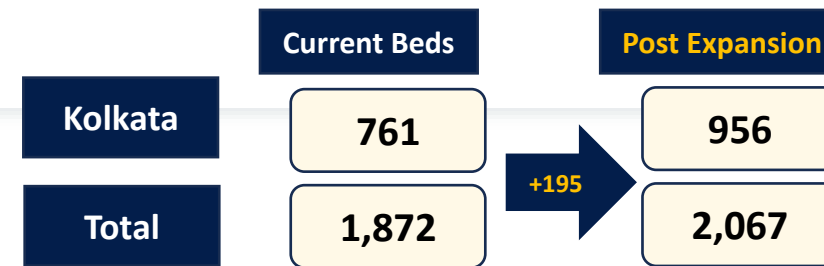 Current Beds
Post Expansion
Kolkata
761
956
+195
Total
1,872
2,067